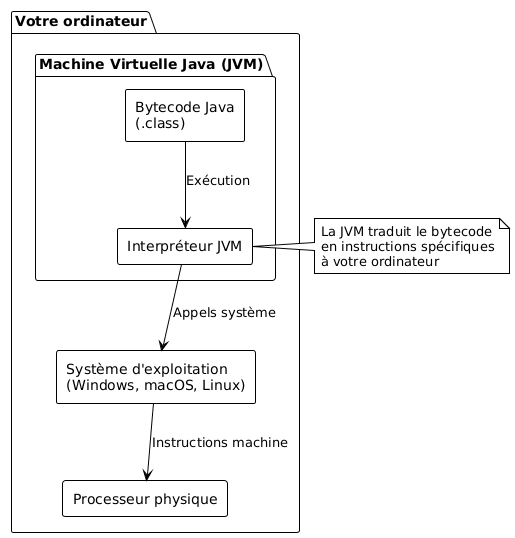 Votre ordinateur
Machine Virtuelle Java (JVM)
Bytecode Java
(.class)
Exécution
Interpréteur JVM
La JVM traduit le bytecode
en instructions spécifiques
à votre ordinateur
Appels système
Système d'exploitation
(Windows, macOS, Linux)
Instructions machine
Processeur physique